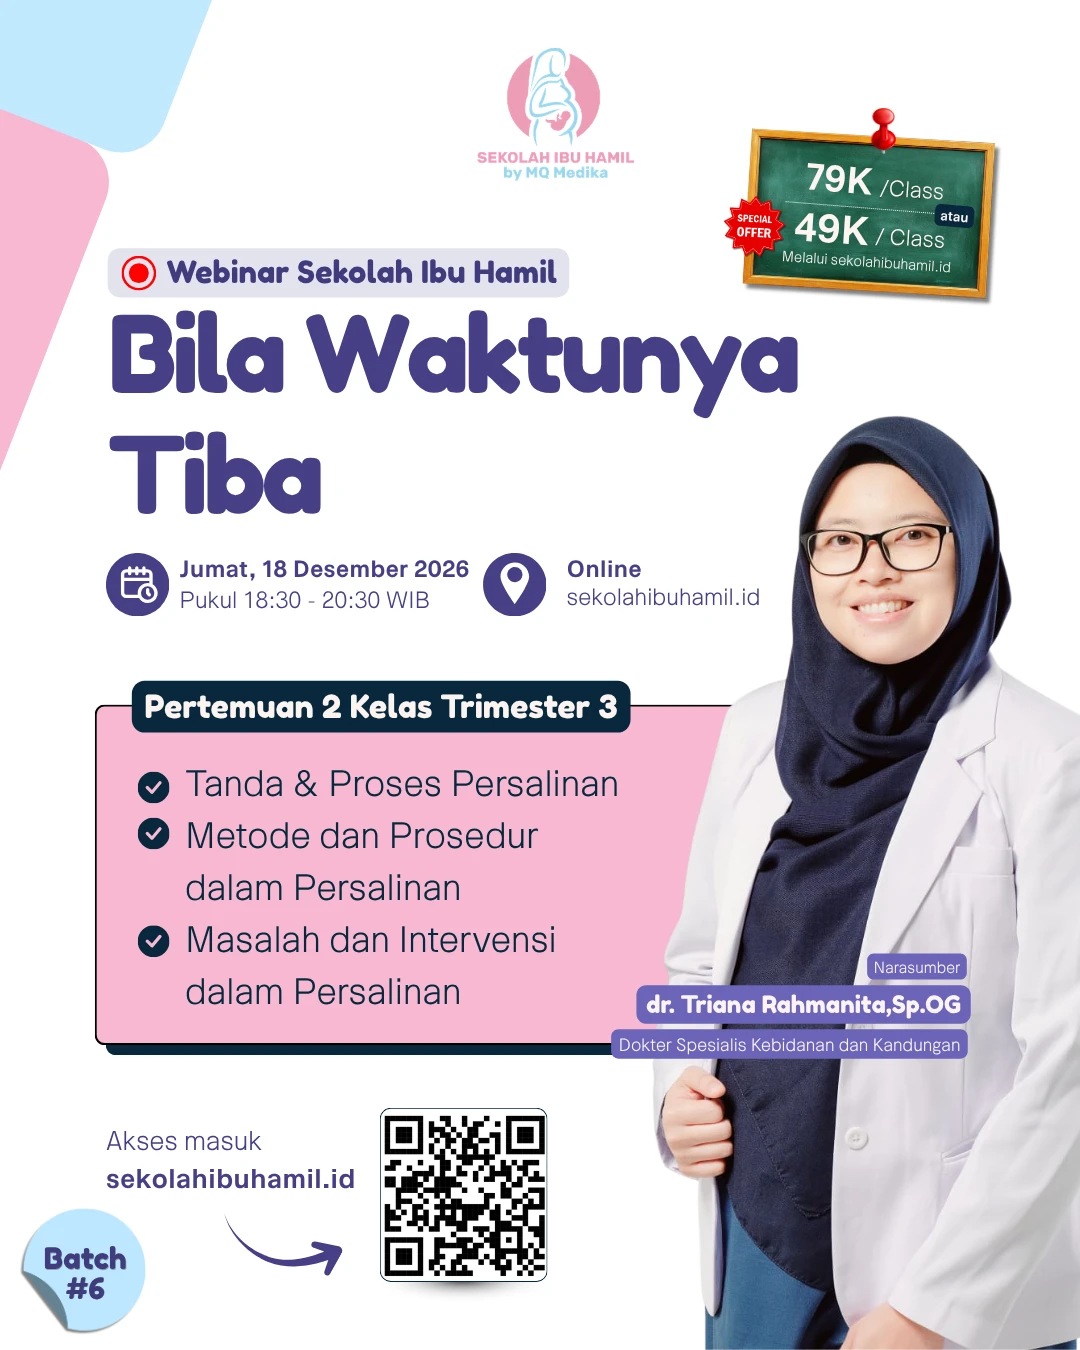 SEKOLAH IBU HAMIL
by MQ Medika
79K /Class
atau
SPECIAL
OFFER
49K / Class
Melalui sekolahibuhamil.id
Webinar Sekolah Ibu Hamil
Bila Waktunya
Tiba
Jumat, 18 Desember 2026
Pukul 18:30 - 20:30 WIB
Online
sekolahibuhamil.id
Pertemuan 2 Kelas Trimester 3
Tanda & Proses Persalinan
Metode dan Prosedur
dalam Persalinan
Masalah dan Intervensi
dalam Persalinan
Narasumber
dr. Triana Rahmanita,Sp.OG
Dokter Spesialis Kebidanan dan Kandungan
Akses masuk
sekolahibuhamil.id
Batch
#6